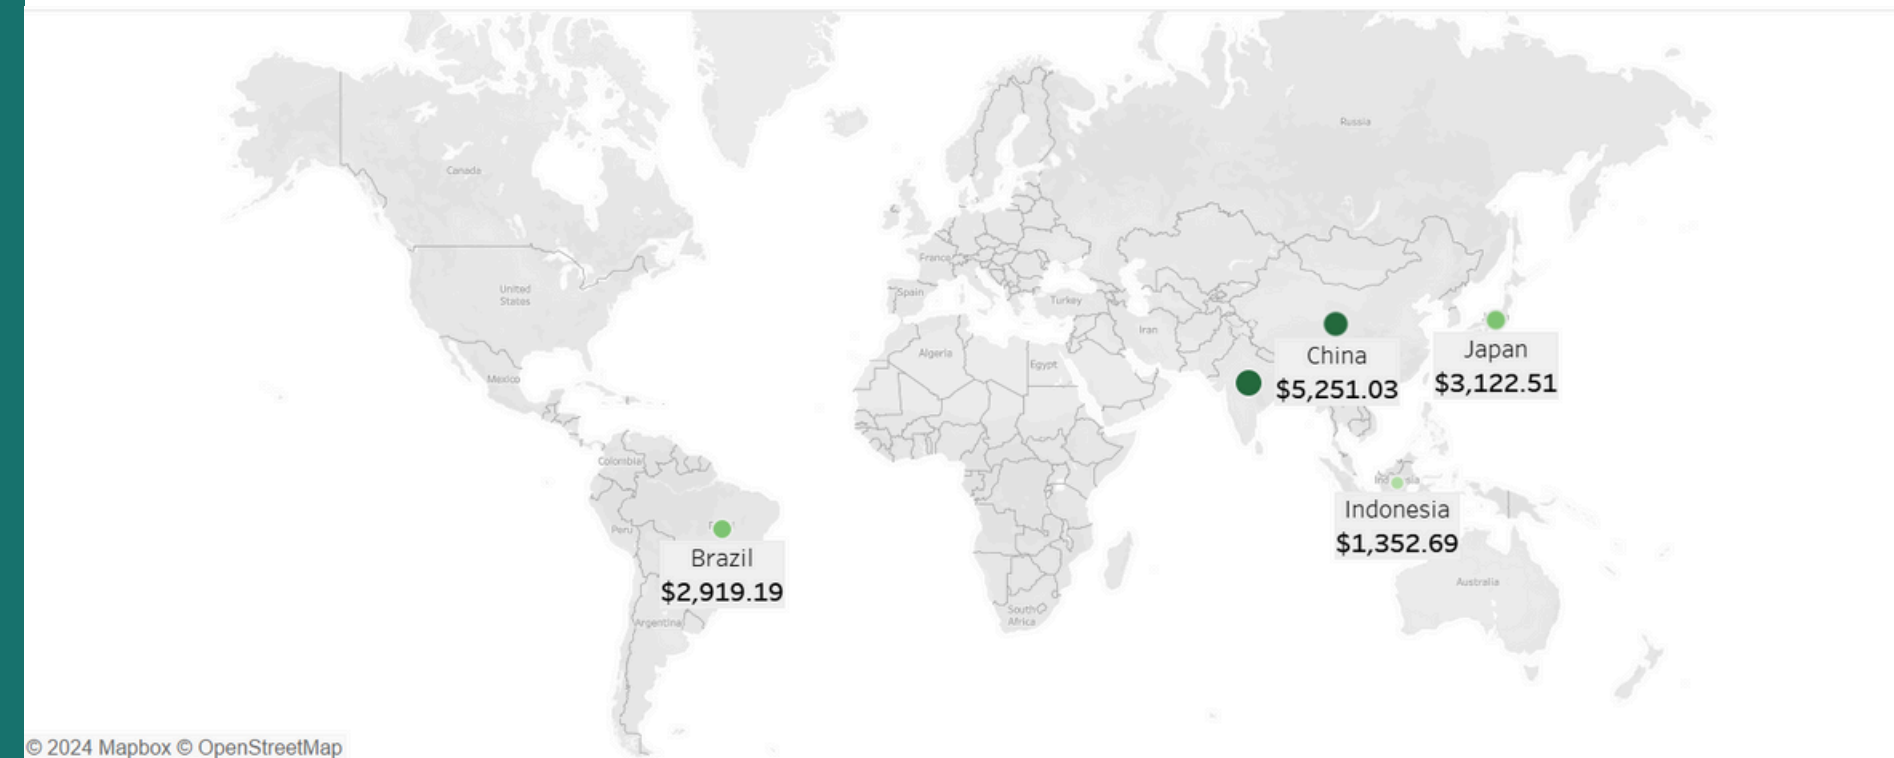 Russia
Canada
France
United
States
Spain
Turkey
Iran
Algeria
Egypt
Mexico
China
$5,251.03
Japan
$3,122.51
Colombia
Peru
Brazil
$2,919.19
Indonesia
$1,352.69
Australia
South
Africa
Argentina
© 2024 Mapbox © OpenStreetMap